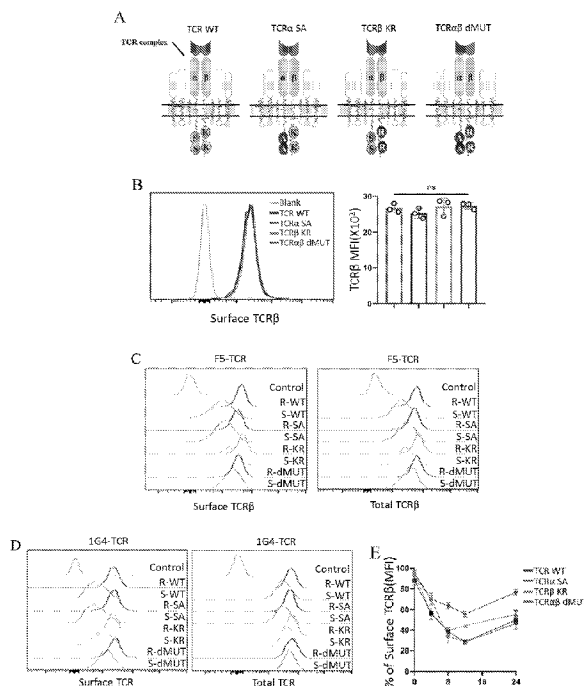 A
TCR WT
TCRα SA
TCRβ KR
TCRαβ dMUT
TCR complex
α β
α β
α β
α β
B
Blank
TCR WT
TCRα SA
TCRβ KR
TCRαβ dMUT
Surface TCRβ
ns
TCRβ MFI(X10³)
30
20
10
0
C
F5-TCR
Control
R-WT
S-WT
R-SA
S-SA
R-KR
S-KR
R-dMUT
S-dMUT
Surface TCRβ
F5-TCR
Control
R-WT
S-WT
R-SA
S-SA
R-KR
S-KR
R-dMUT
S-dMUT
Total TCRβ
D
1G4-TCR
Control
R-WT
S-WT
R-SA
S-SA
R-KR
S-KR
R-dMUT
S-dMUT
Surface TCR
1G4-TCR
Control
R-WT
S-WT
R-SA
S-SA
R-KR
S-KR
R-dMUT
S-dMUT
Total TCR
E
% of Surface TCRβ(MFI)
100
80
60
40
20
0
0 8 16 24
TCR WT
TCRα SA
TCRβ KR
TCRαβ dMUT